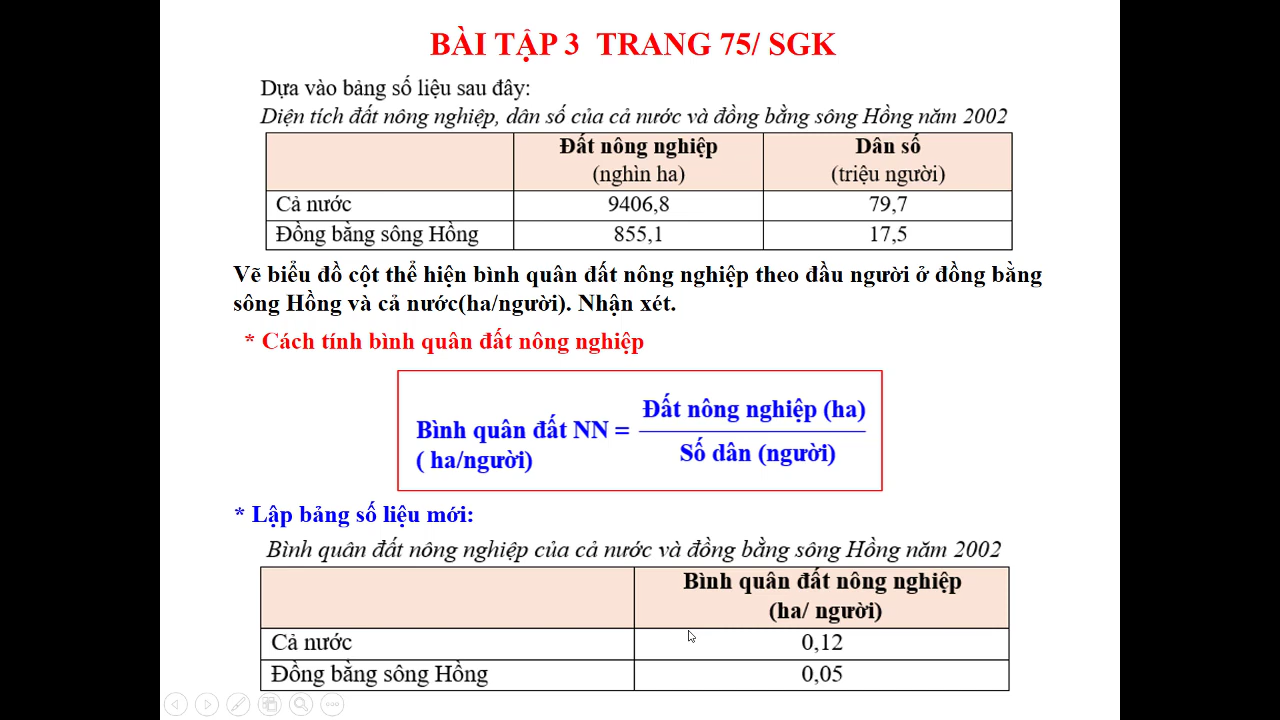 BÀI TẬP 3 TRANG 75/ SGK
Dựa vào bảng số liệu sau đây:
Diện tích đất nông nghiệp, dân số của cả nước và đồng bằng sông Hồng năm 2002
Đất nông nghiệp Dân số
(nghìn ha) (triệu người)
Cả nước 9406,8 79,7
Đồng bằng sông Hồng 855,1 17,5
Vẽ biểu đồ cột thể hiện bình quân đất nông nghiệp theo đầu người ở đồng bằng
sông Hồng và cả nước(ha/người). Nhận xét.
* Cách tính bình quân đất nông nghiệp
Đất nông nghiệp (ha)
Bình quân đất NN =
Số dân (người)
( ha/người)
* Lập bảng số liệu mới:
Bình quân đất nông nghiệp của cả nước và đồng bằng sông Hồng năm 2002
Bình quân đất nông nghiệp
(ha/ người)
Cả nước 0,12
Đồng bằng sông Hồng 0,05